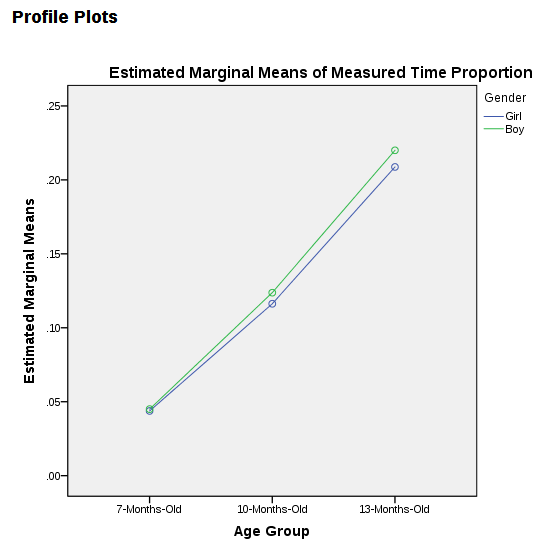 Profile Plots
Estimated Marginal Means of Measured Time Proportion
Gender
Girl
Boy
.25
.20
.15
.10
.05
.00
Estimated Marginal Means
7-Months-Old
10-Months-Old
13-Months-Old
Age Group